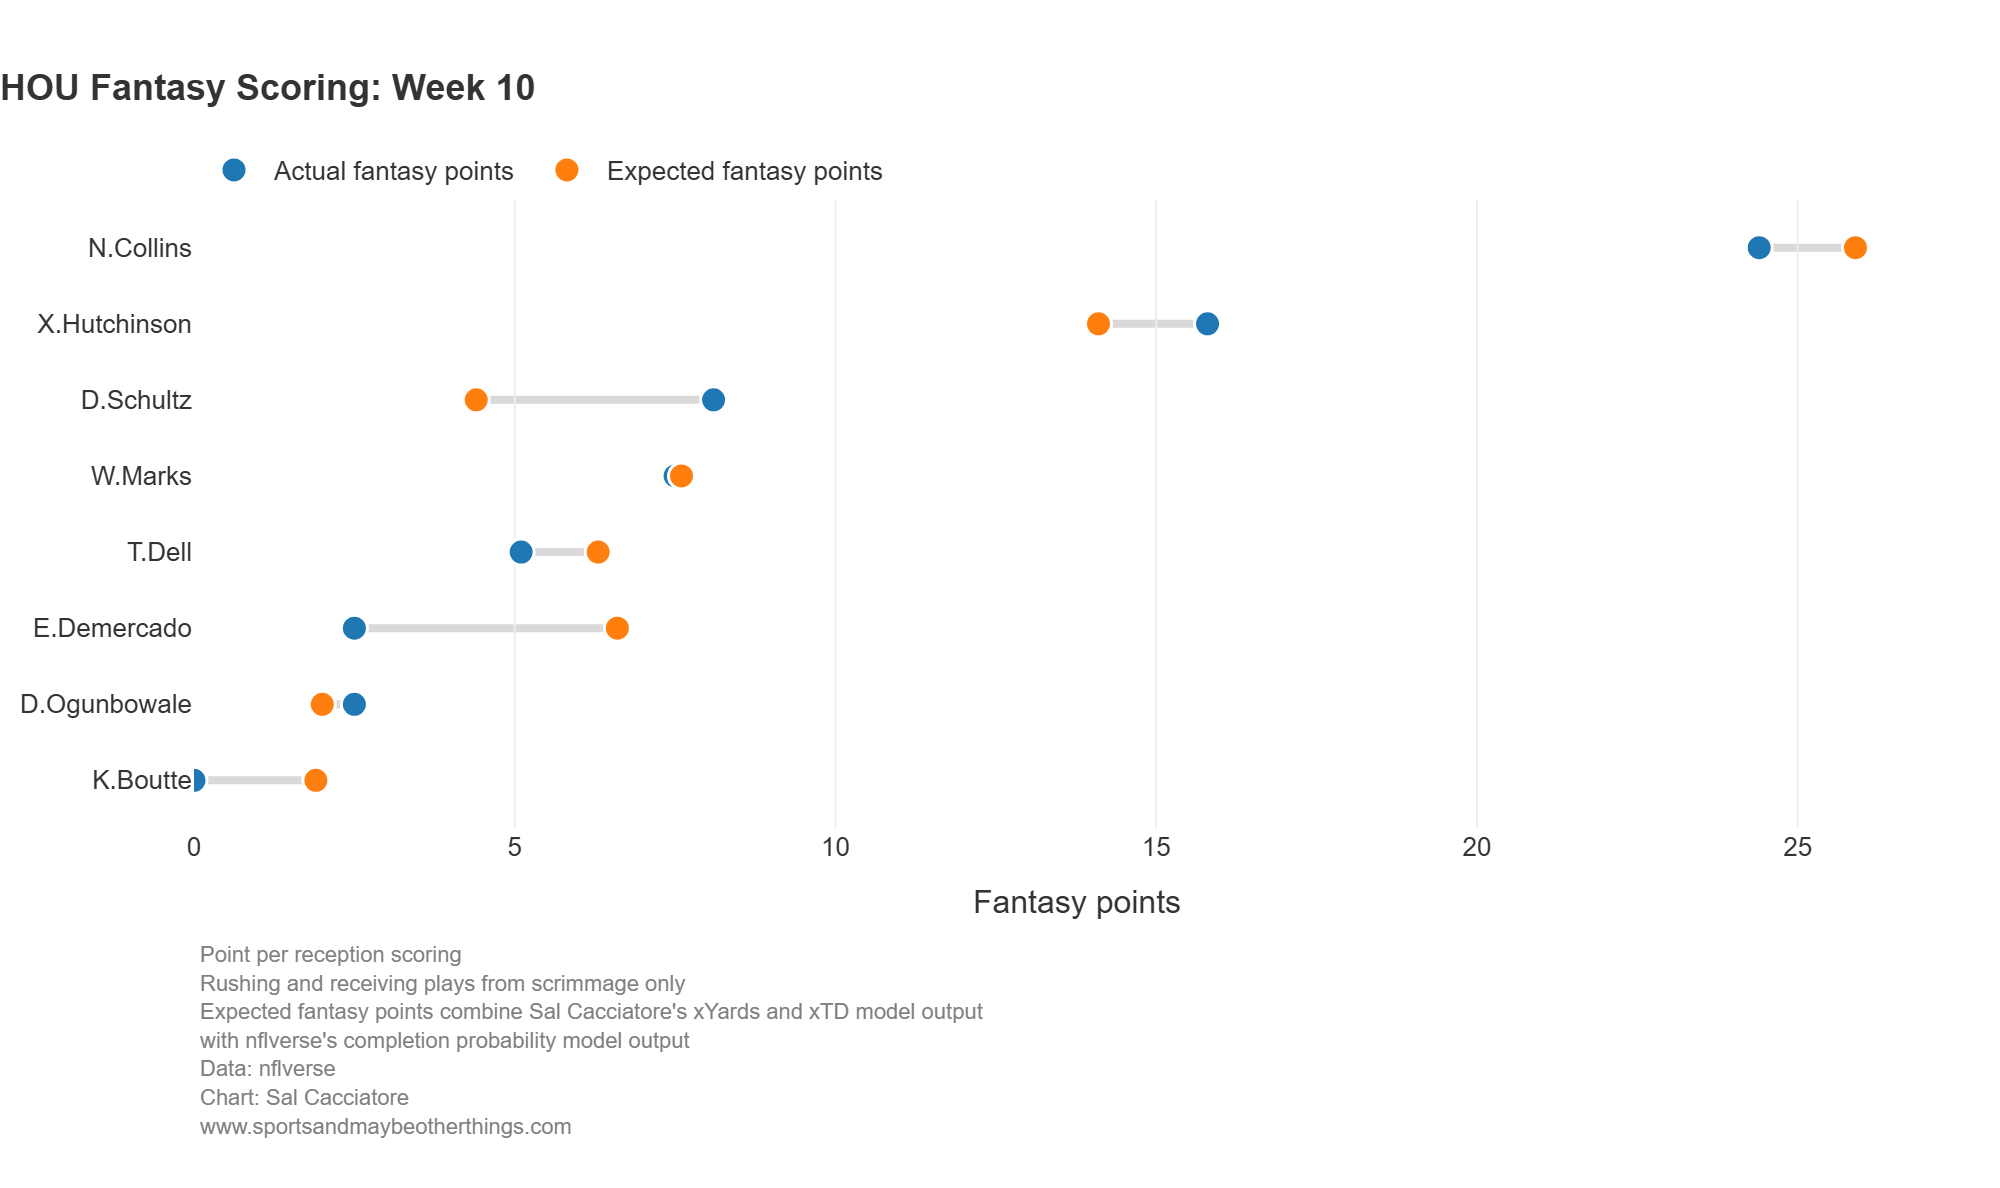 HOU Fantasy Scoring: Week 10
Actual fantasy points
Expected fantasy points
N.Collins
X.Hutchinson
D.Schultz
W.Marks
T.Dell
E.Demercado
D.Ogunbowale
K.Boutte
0 5 10 15 20 25
Fantasy points
Point per reception scoring
Rushing and receiving plays from scrimmage only
Expected fantasy points combine Sal Cacciatore's xYards and xTD model output
with nflverse's completion probability model output
Data: nflverse
Chart: Sal Cacciatore
www.sportsandmaybeotherthings.com